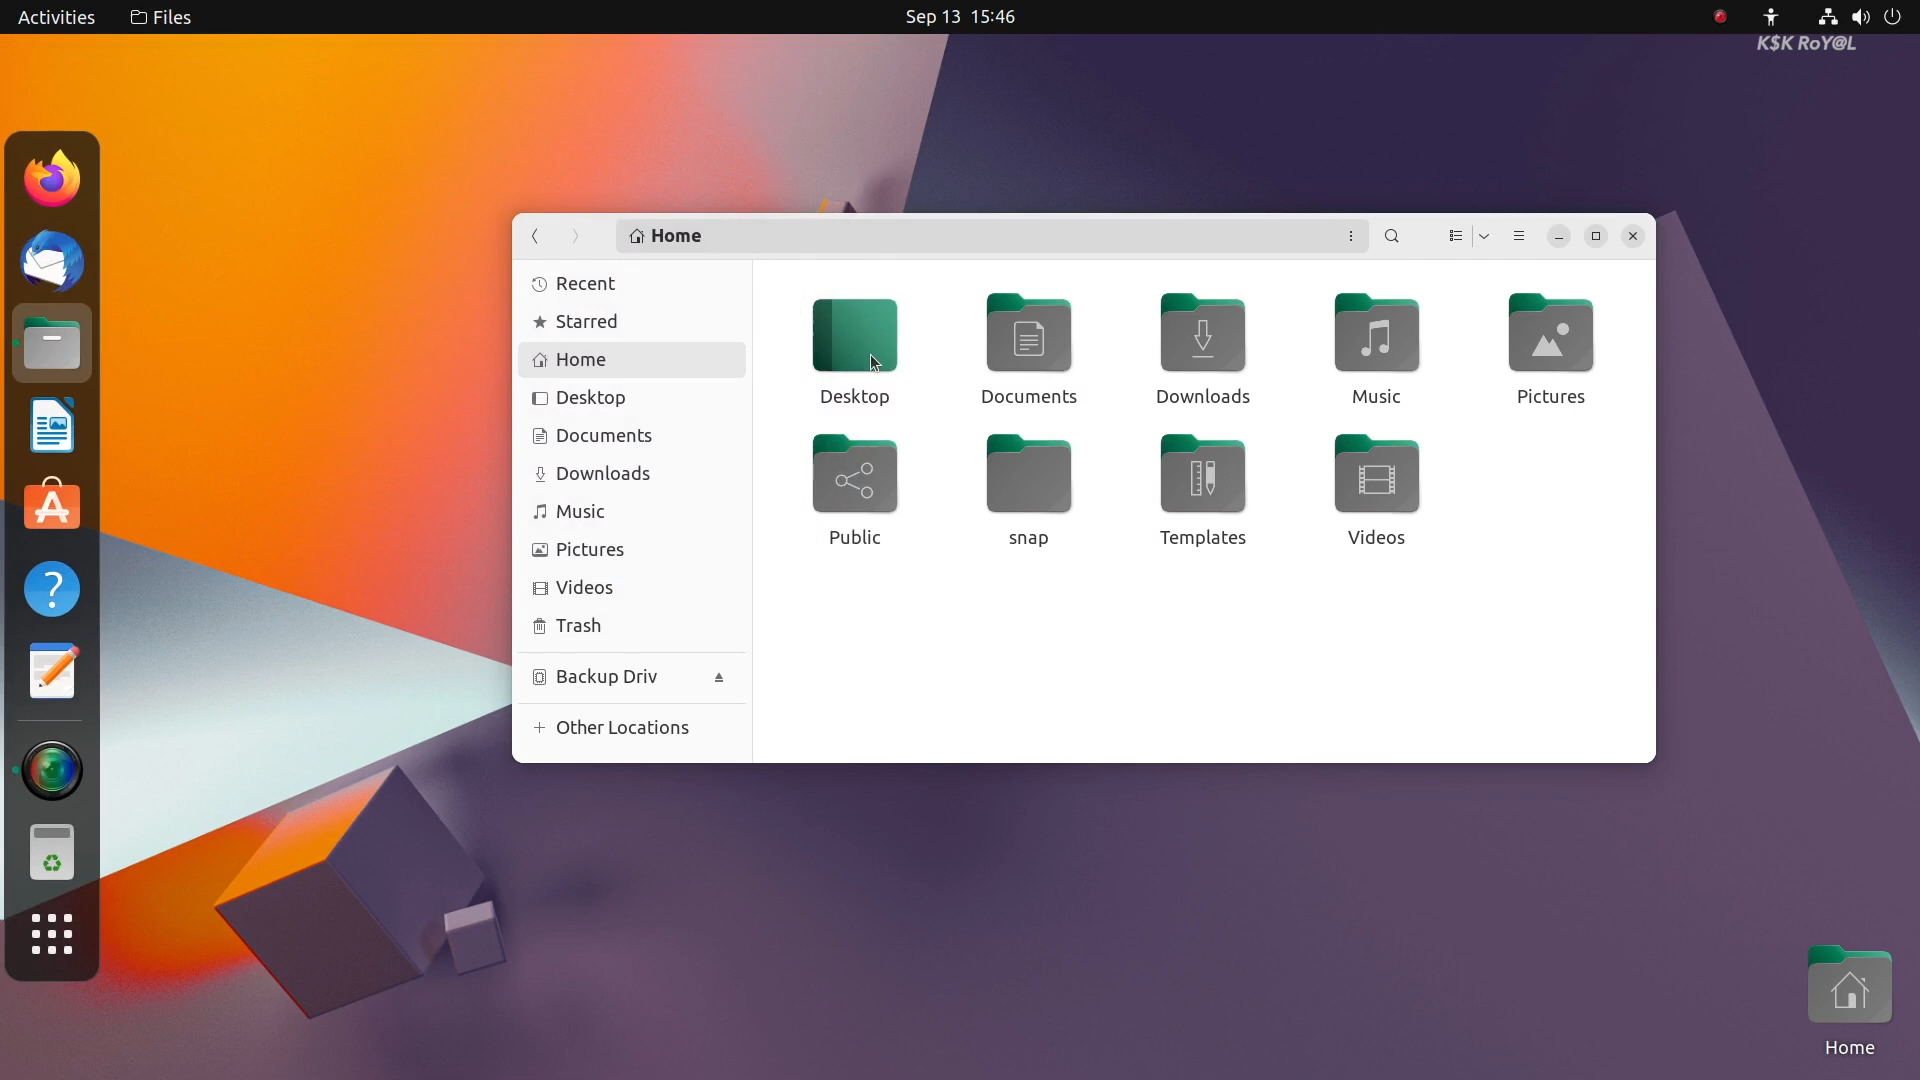 Activities
Files
Sep 13 15:46
K$K RoY@L
Home
Recent
Starred
Home
Desktop
Documents
Downloads
Music
Pictures
Videos
Trash
Backup Driv
Other Locations
Desktop
Documents
Downloads
Music
Pictures
Public
snap
Templates
Videos
Home